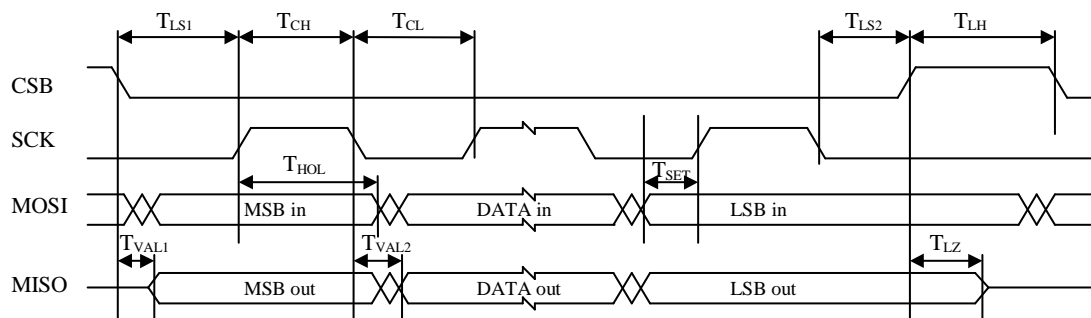 TLS1 TCH TCL TLS2 TLH
CSB
SCK
THOL TSET
MOSI MSB in DATA in LSB in
TVAL1 TVAL2 TLZ
MISO MSB out DATA out LSB out